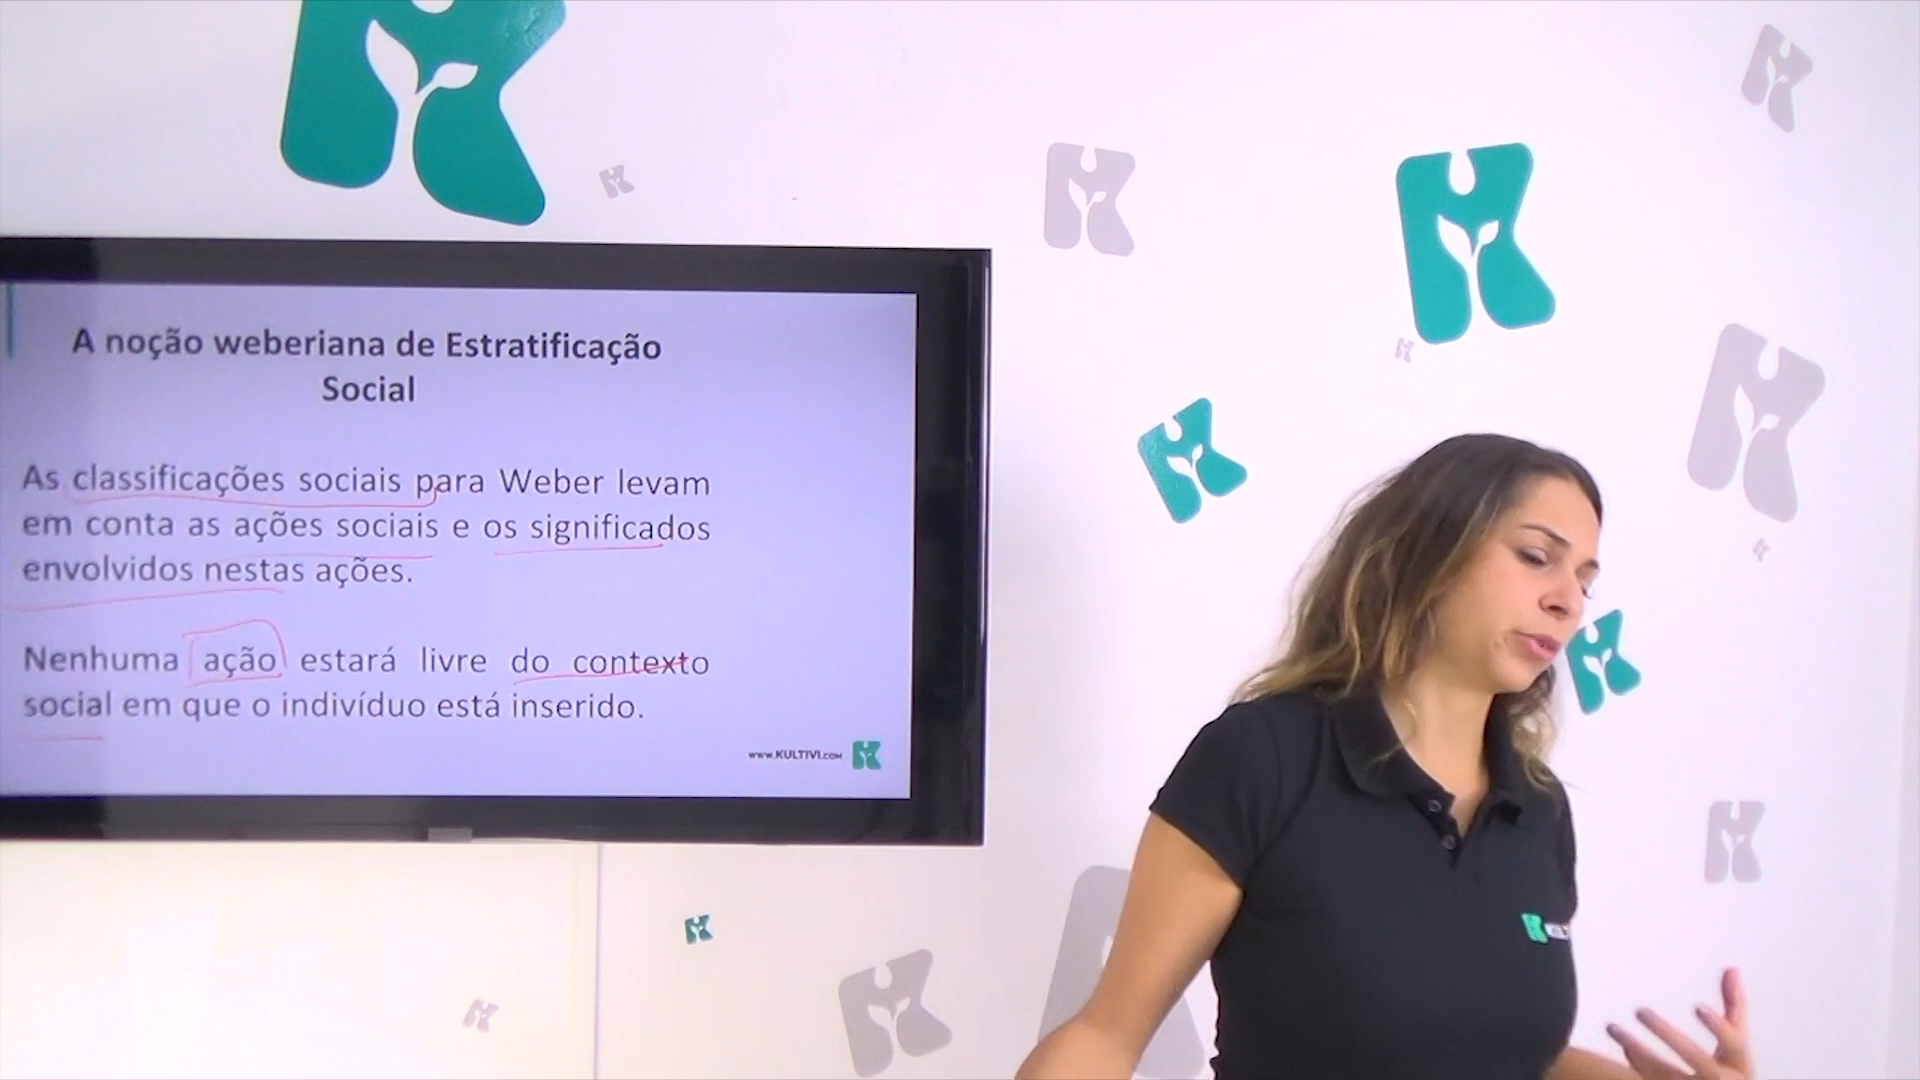 A noção weberiana de Estratificação
Social
As classificações sociais para Weber levam
em conta as ações sociais e os significados
envolvidos nestas ações.
Nenhuma ação estará livre do contexto
social em que o indivíduo está inserido.
www.KULTIVI.COM